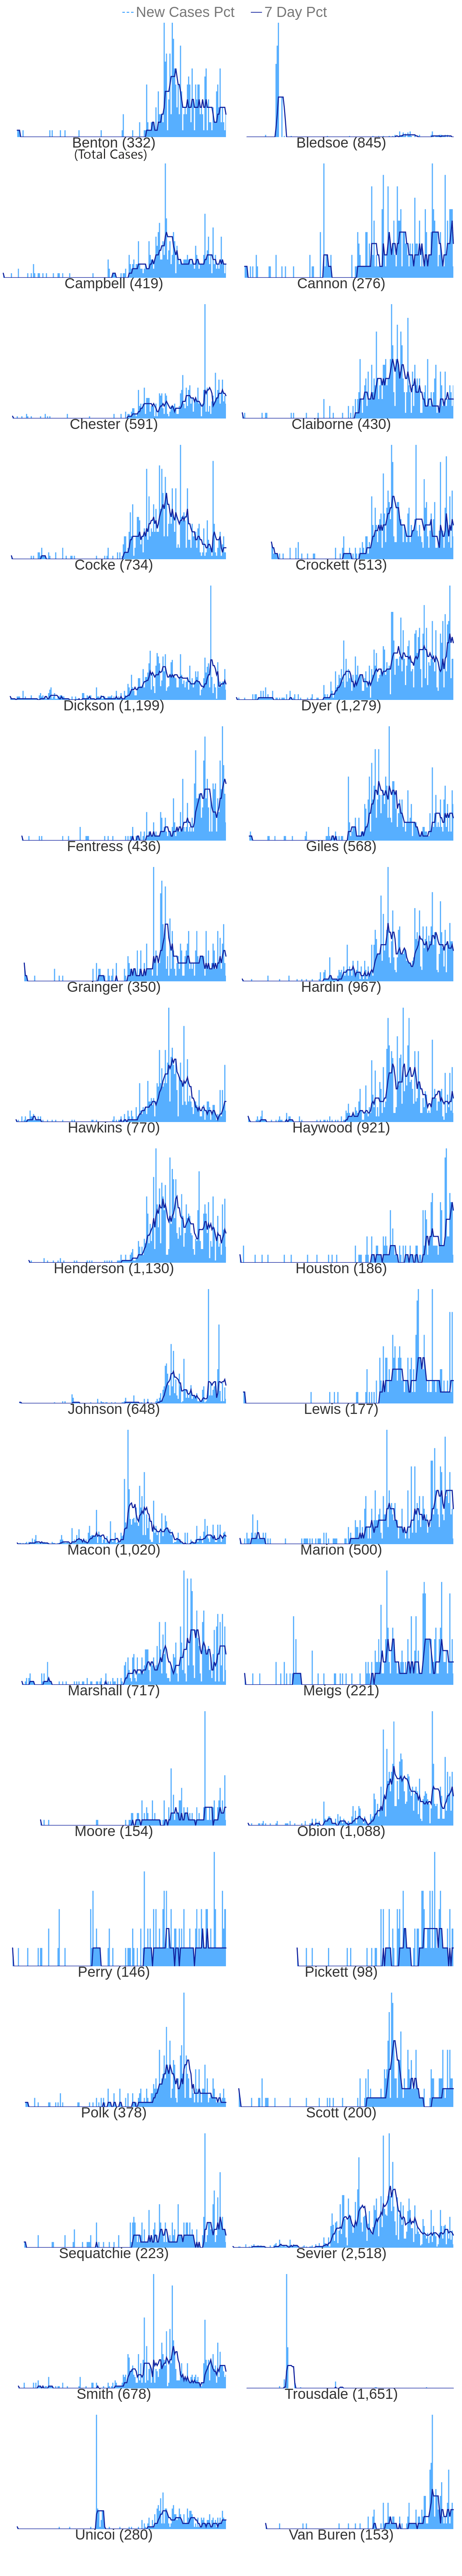 New Cases Pct 7 Day Pct
Benton (332) Bledsoe (845)
(Total Cases)
Campbell (419) Cannon (276)
Chester (591) Claiborne (430)
Cocke (734) Crockett (513)
Dickson (1,199) Dyer (1,279)
Fentress (436) Giles (568)
Grainger (350) Hardin (967)
Hawkins (770) Haywood (921)
Henderson (1,130) Houston (186)
Johnson (648) Lewis (177)
Macon (1,020) Marion (500)
Marshall (717) Meigs (221)
Moore (154) Obion (1,088)
Perry (146) Pickett (98)
Polk (378) Scott (200)
Sequatchie (223) Sevier (2,518)
Smith (678) Trousdale (1,651)
Unicoi (280) Van Buren (153)